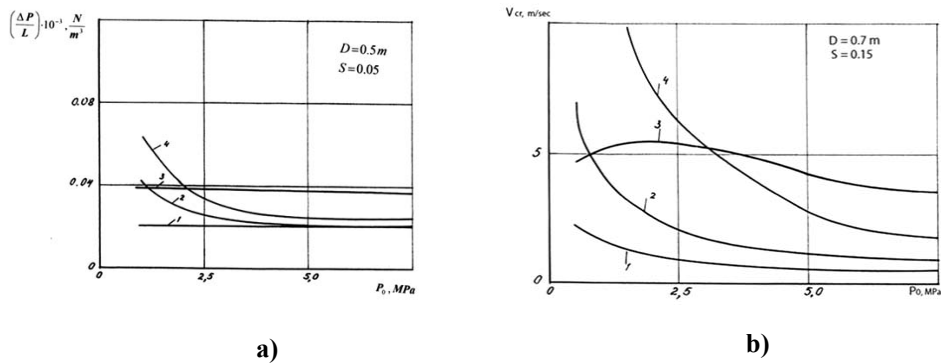 (ΔP/L)·10⁻³, N/m³
D=0.5m
S=0.05
0.08
0.04
0
2,5
5,0
P₀, MPa
4
3
2
1
a)
V cr, m/sec
D = 0.7 m
S = 0.15
5
0
0
2,5
5,0
P₀, MPa
4
3
2
1
b)